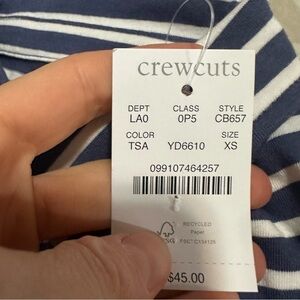 crewcuts
DEPT CLASS STYLE
LA0 0P5 CB657
COLOR SIZE
TSA YD6610 XS
099107464257
RECYCLED
Paper
$45.00